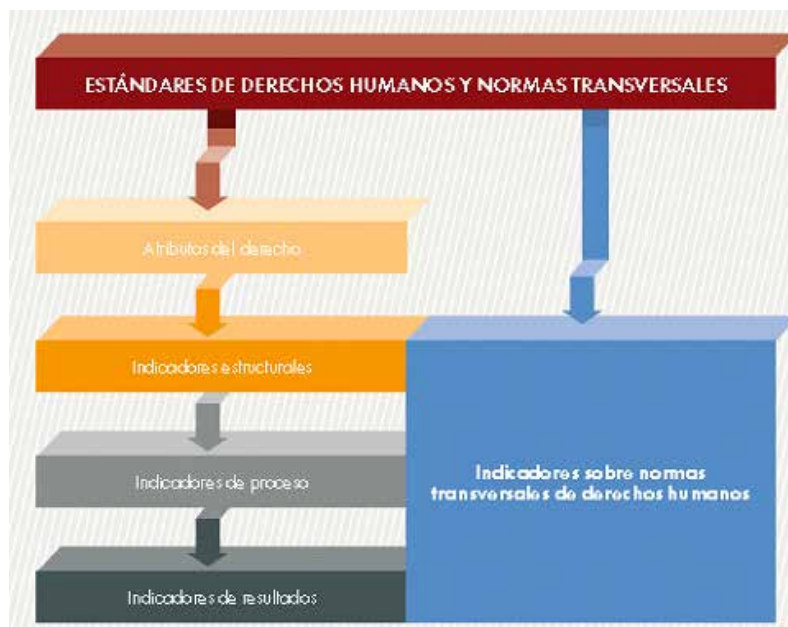 ESTÁNDARES DE DERECHOS HUMANOS Y NORMAS TRANSVERSALES
Atributos del derecho
Indicadores estructurales
Indicadores de proceso
Indicadores de resultados
Indicadores sobre normas
transversales de derechos humanos